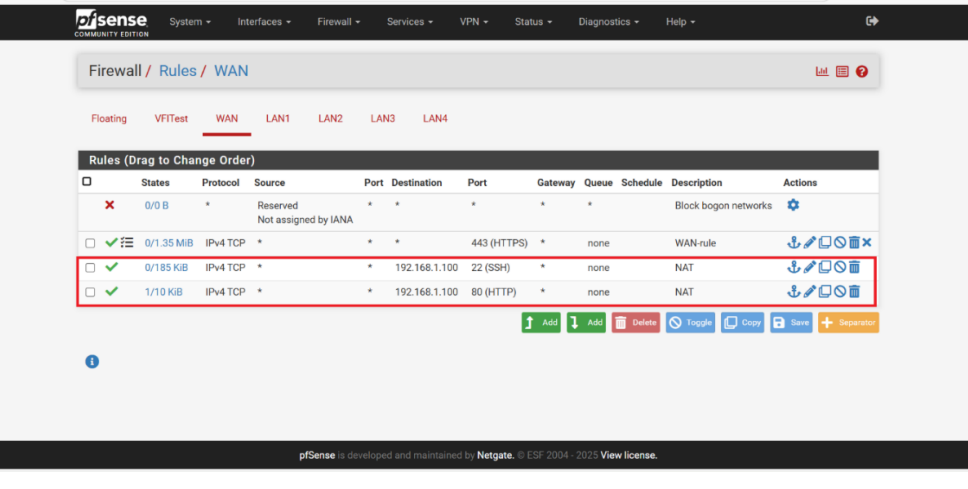 pfsense
COMMUNITY EDITION
System Interfaces Firewall Services VPN Status Diagnostics Help
Firewall / Rules / WAN
Floating VFITest WAN LAN1 LAN2 LAN3 LAN4
Rules (Drag to Change Order)
States Protocol Source Port Destination Port Gateway Queue Schedule Description Actions
0/0 B * Reserved * * * * * Block bogon networks
Not assigned by IANA
0/1.35 MiB IPv4 TCP * * * 443 (HTTPS) * none WAN-rule
0/185 KiB IPv4 TCP * * 192.168.1.100 22 (SSH) * none NAT
1/10 KiB IPv4 TCP * * 192.168.1.100 80 (HTTP) * none NAT
Add Add Delete Toggle Copy Save Separator
pfSense is developed and maintained by Netgate. © ESF 2004 - 2025 View license.